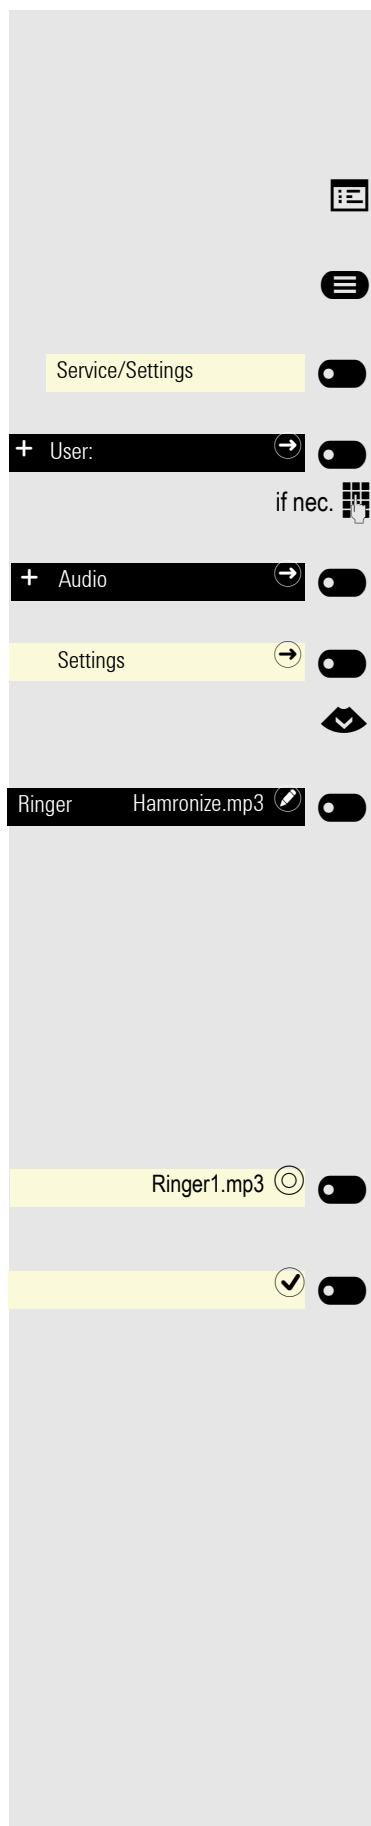 Service/Settings
+ User:
if nec.
+ Audio
Settings
Ringer Hamronize.mp3
Ringer1.mp3